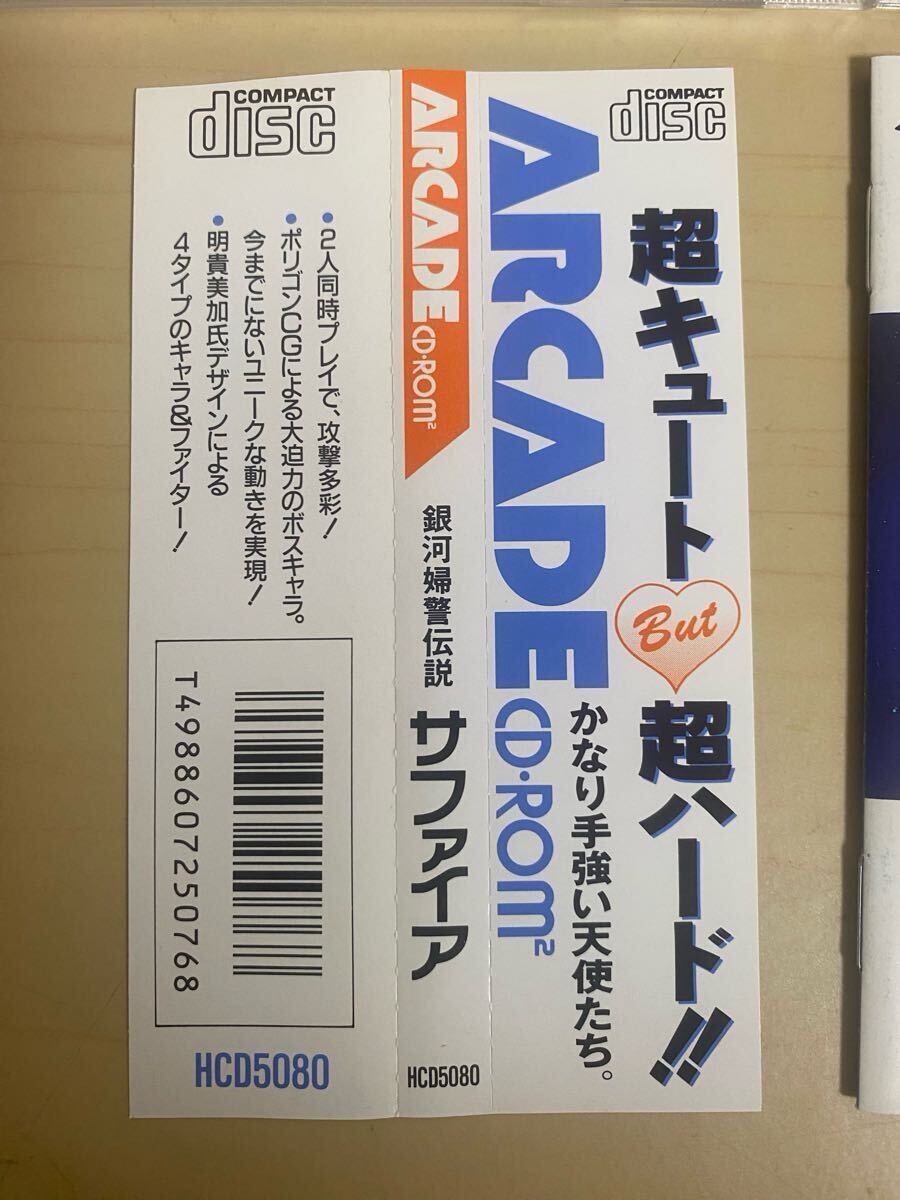 COMPACT
disc
超キュート
But
超ハード!!
かなり手強い天使たち。
ARCADE
CD・ROM²
ARCADE
CD・ROM²
銀河婦警伝説
サファイア
HCD5080
COMPACT
disc
●2人同時プレイで、攻撃多彩!
●ポリゴンCGによる大迫力のボスキャラ。
今までにないユニークな動きを実現!
●明貴美加氏デザインによる
4タイプのキャラ&ファイター!
T4988607250768
HCD5080